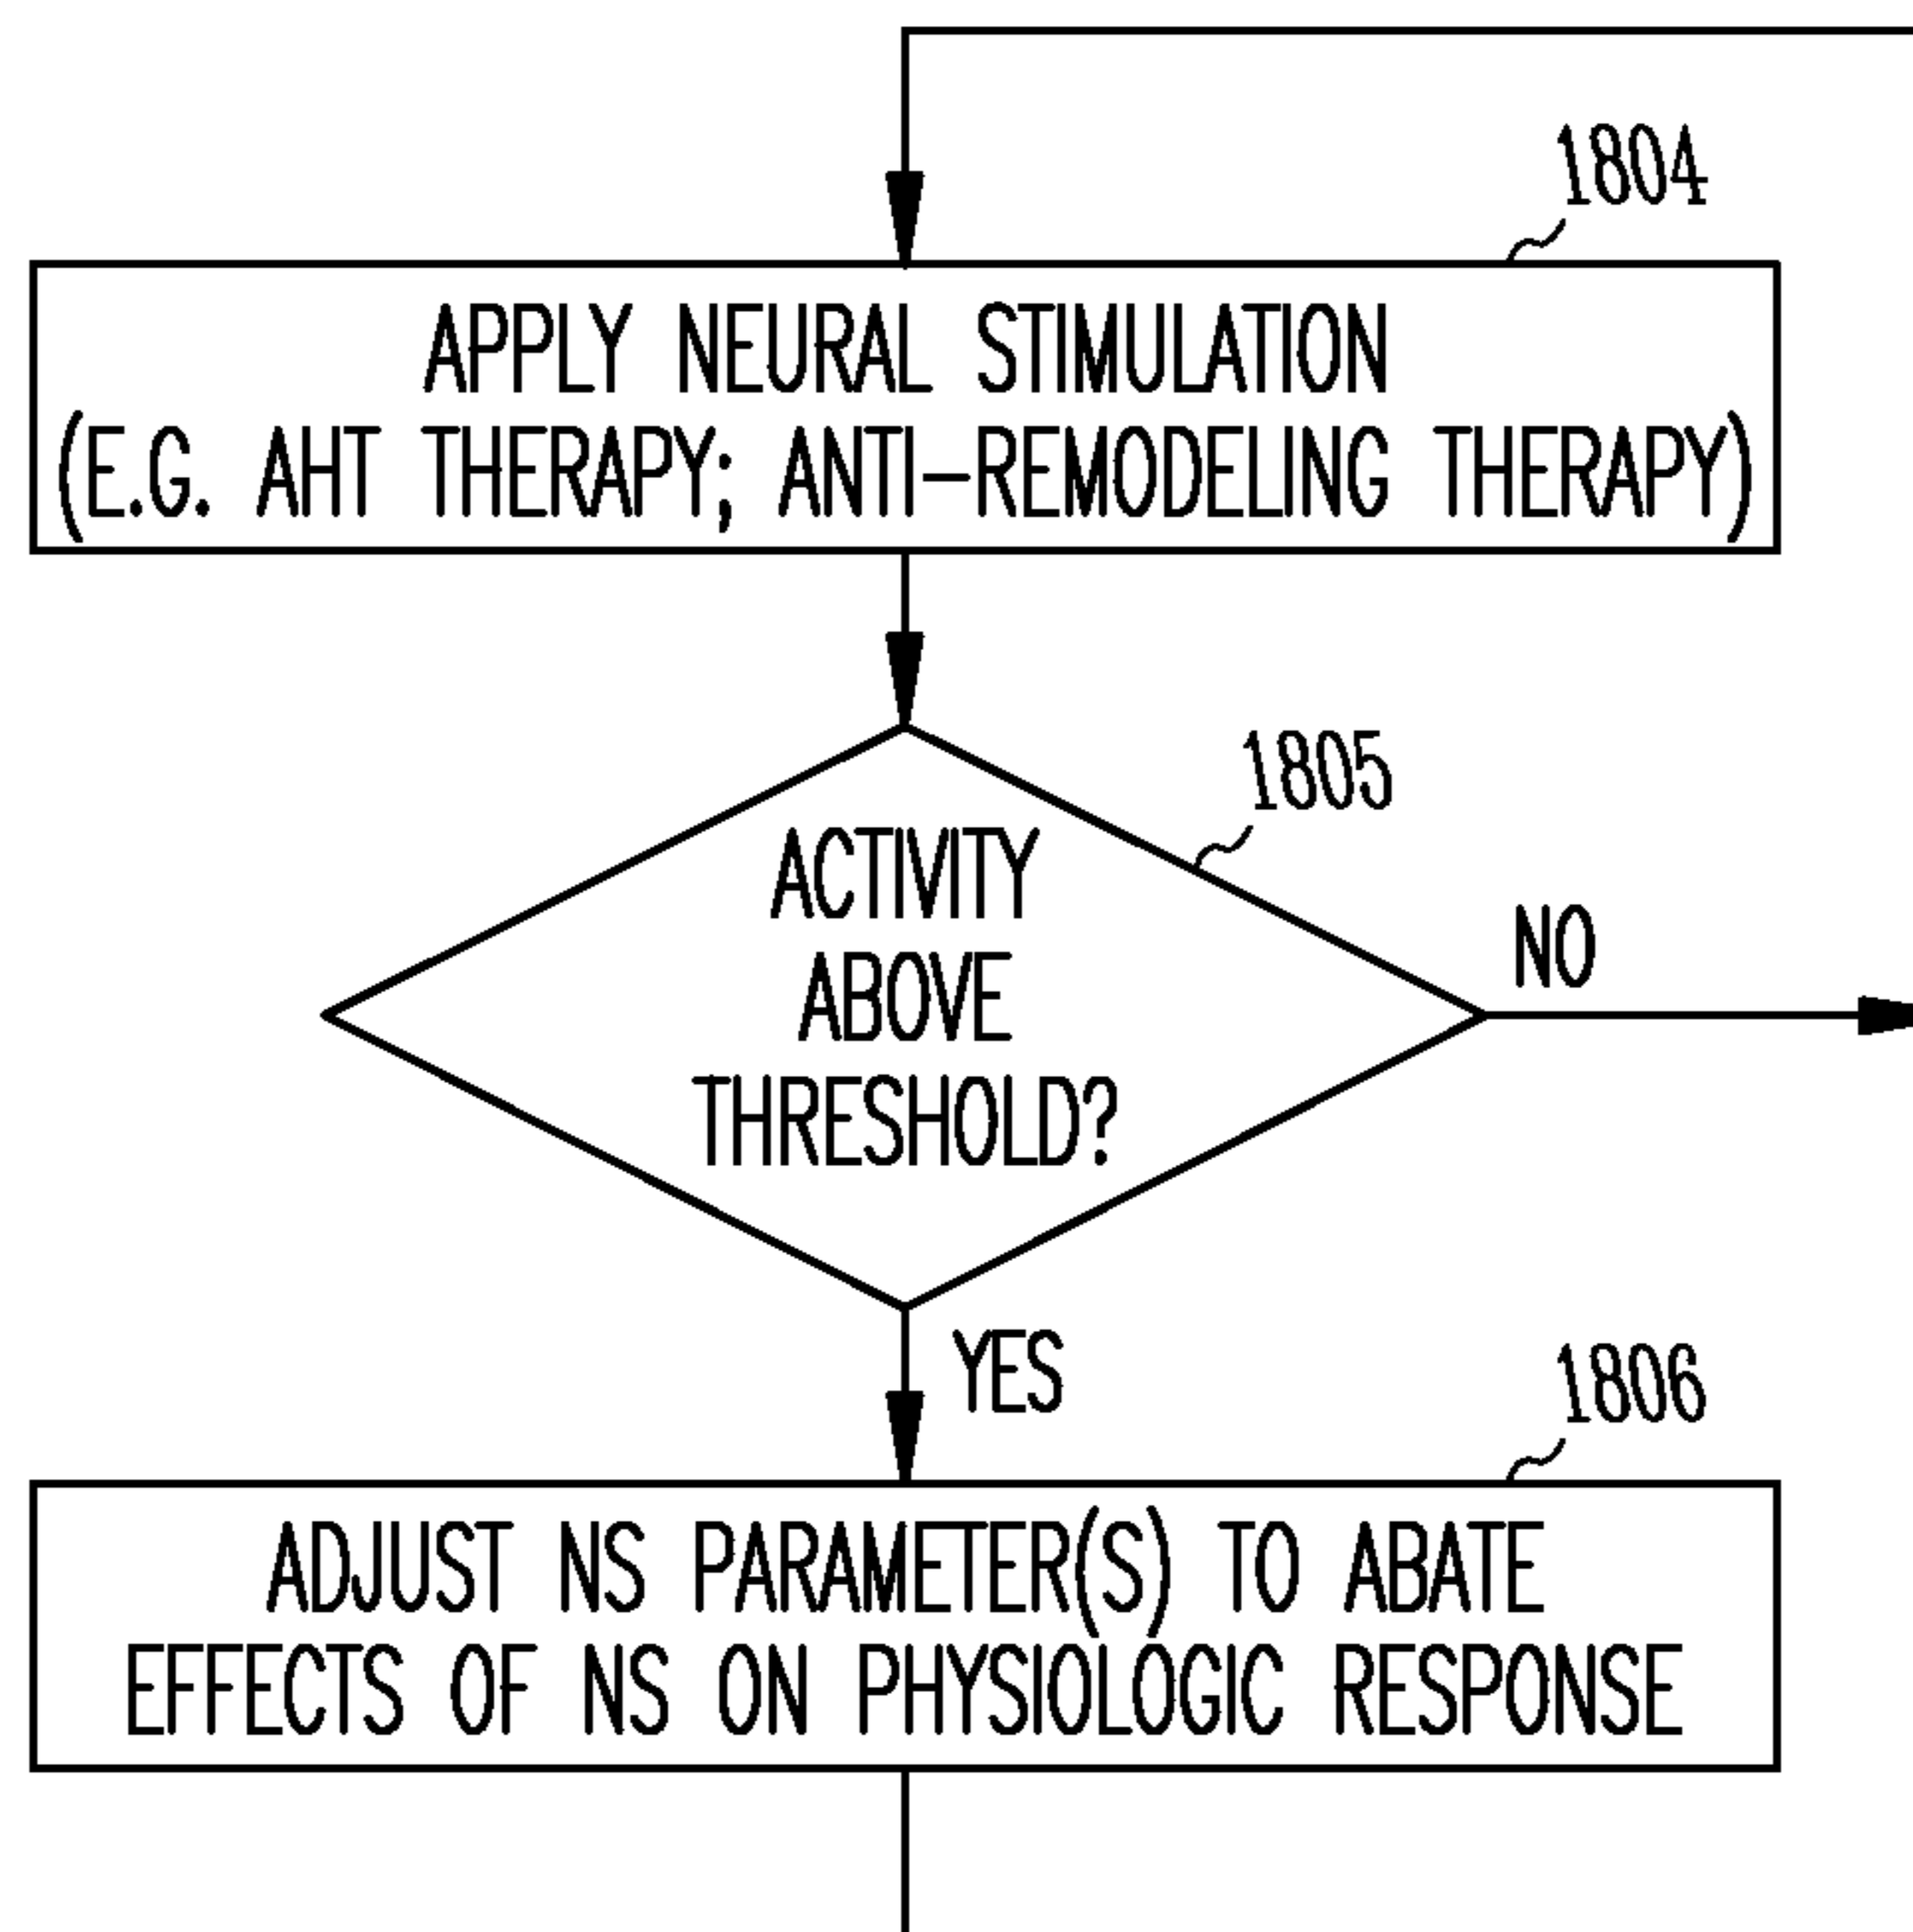 1804
APPLY NEURAL STIMULATION
(E.G. AHT THERAPY; ANTI-REMODELING THERAPY)
1805
ACTIVITY
ABOVE
THRESHOLD?
NO
YES
1806
ADJUST NS PARAMETER(S) TO ABATE
EFFECTS OF NS ON PHYSIOLOGIC RESPONSE